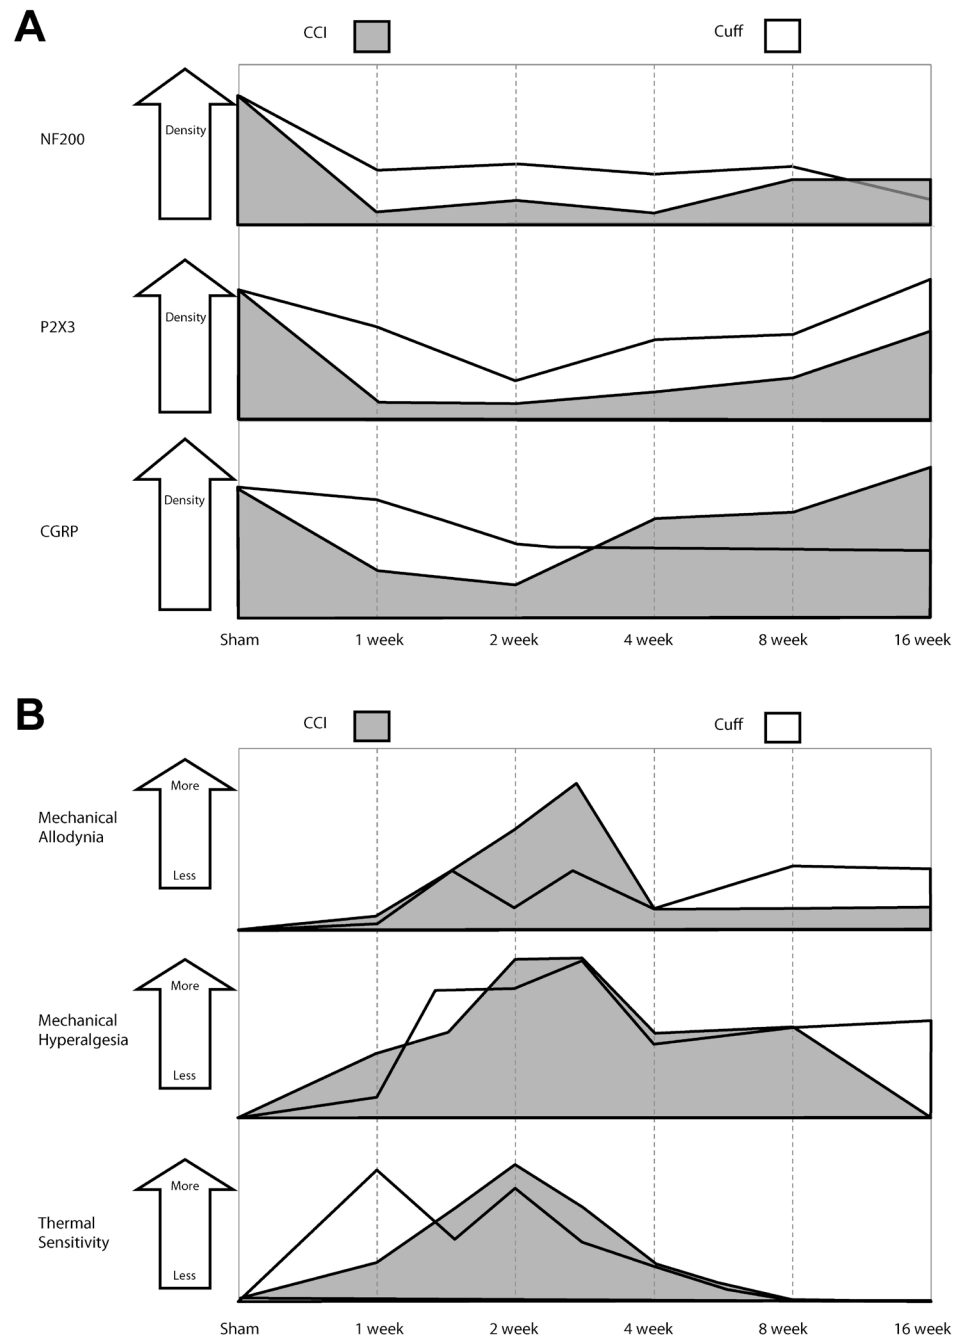 A
CCI
Cuff
NF200
Density
P2X3
Density
CGRP
Density
Sham
1 week
2 week
4 week
8 week
16 week
B
CCI
Cuff
Mechanical
Allodynia
More
Less
Mechanical
Hyperalgesia
More
Less
Thermal
Sensitivity
More
Less
Sham
1 week
2 week
4 week
8 week
16 week